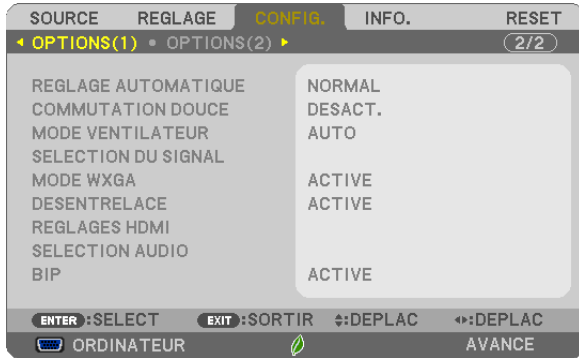 SOURCE REGLAGE CONFIG. INFO. RESET
OPTIONS(1) • OPTIONS(2) 2/2
REGLAGE AUTOMATIQUE NORMAL
COMMUTATION DOUCE DESACT.
MODE VENTILATEUR AUTO
SELECTION DU SIGNAL
MODE WXGA ACTIVE
DESENTRELACE ACTIVE
REGLAGES HDMI
SELECTION AUDIO
BIP ACTIVE
ENTER :SELECT EXIT :SORTIR :DEPLAC :DEPLAC
ORDINATEUR AVANCE